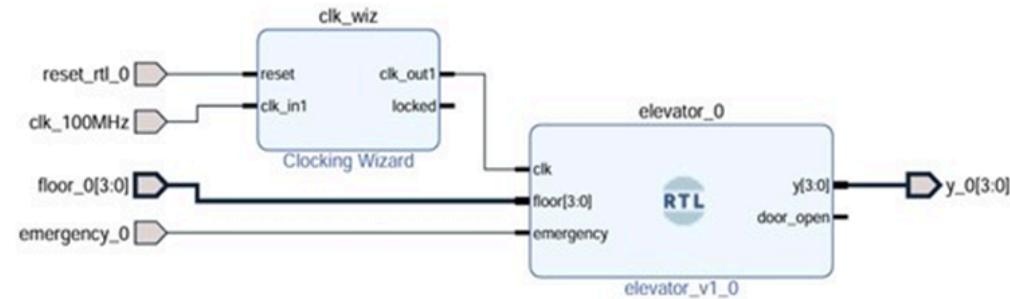 clk_wiz
reset_rtl_0
reset
clk_out1
clk_100MHz
clk_in1
locked
Clocking Wizard
elevator_0
clk
floor_0[3:0]
floor[3:0]
RTL
y[3:0]
y_0[3:0]
door_open
emergency_0
emergency
elevator_v1_0